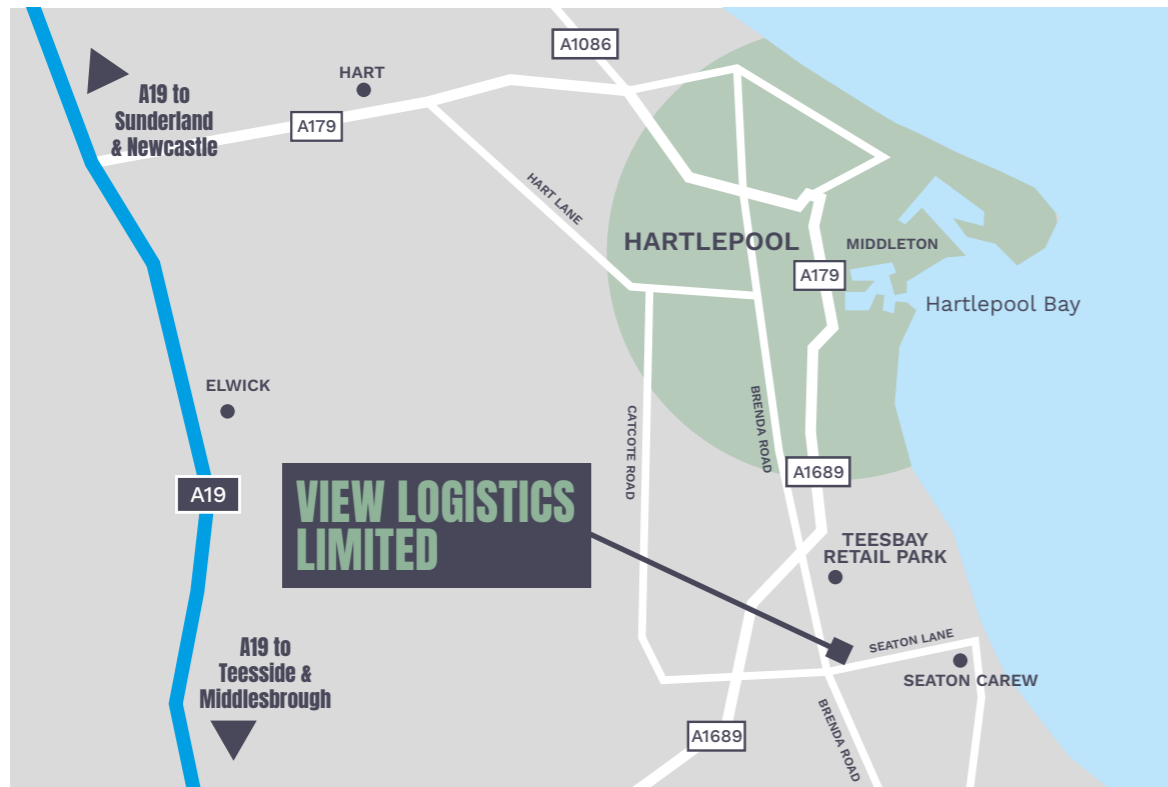 A1086
HART
A19 to
Sunderland
& Newcastle
A179
HART LANE
HARTLEPOOL
MIDDLETON
A179
Hartlepool Bay
ELWICK
CATCOTE ROAD
BRENDA ROAD
A1689
A19
VIEW LOGISTICS
LIMITED
TEESBAY
RETAIL PARK
A19 to
Teesside &
Middlesbrough
SEATON LANE
SEATON CAREW
A1689
BRENDA ROAD